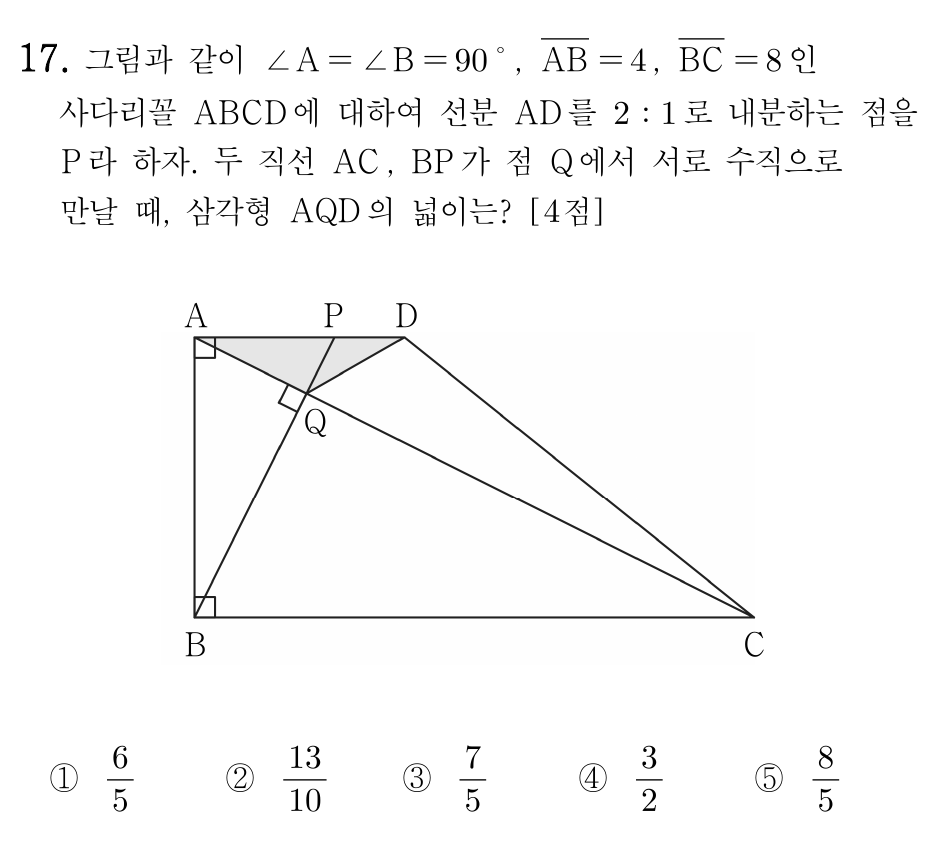 17. 그림과 같이 ∠A = ∠B = 90°, \overline{AB} = 4, \overline{BC} = 8인
사다리꼴 ABCD에 대하여 선분 AD를 2 : 1로 내분하는 점을
P라 하자. 두 직선 AC, BP가 점 Q에서 서로 수직으로
만날 때, 삼각형 AQD의 넓이는? [4점]
A P D
Q
B C
① 6/5 ② 13/10 ③ 7/5 ④ 3/2 ⑤ 8/5